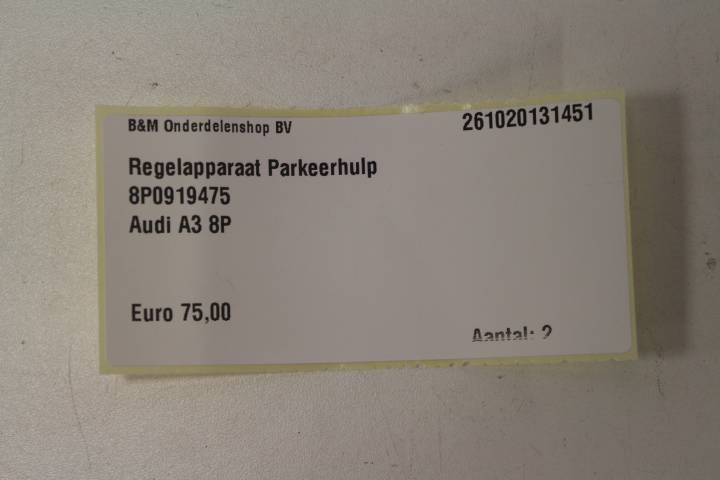 B&M Onderdelenshop BV 261020131451
Regelapparaat Parkeerhulp
8P0919475
Audi A3 8P
Euro 75,00
Aantal: 2